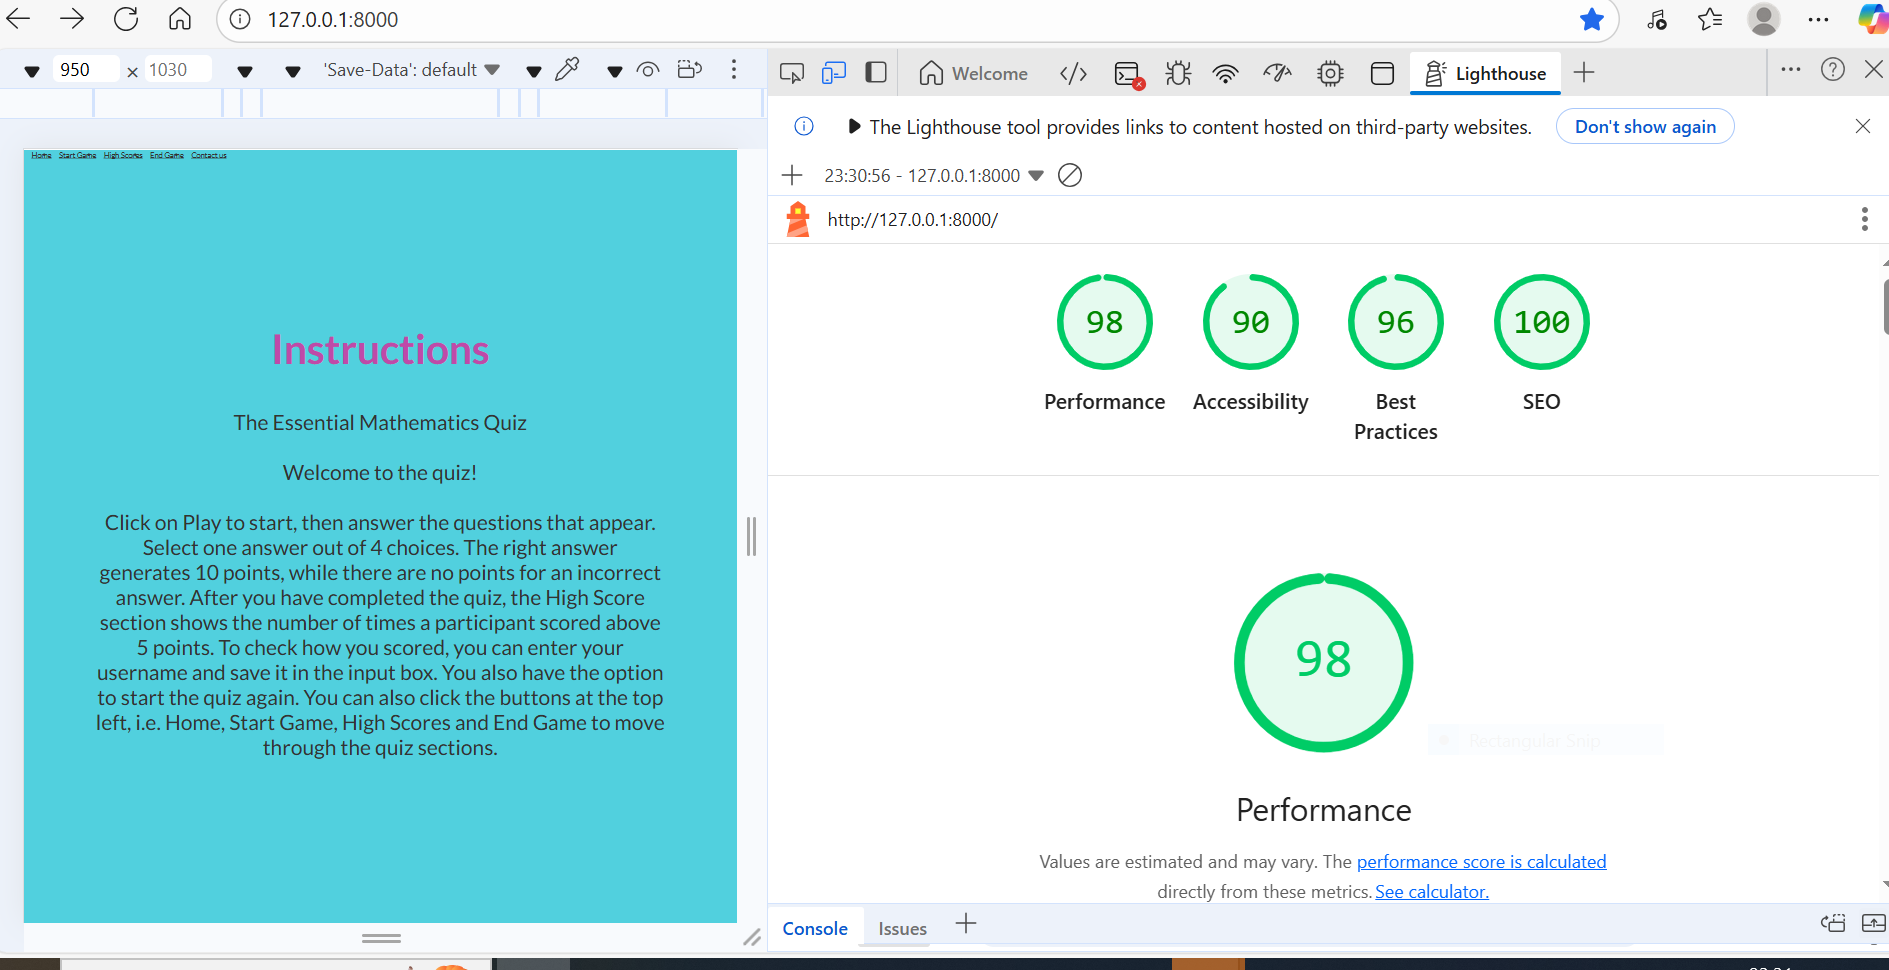 127.0.0.1:8000
950 × 1030 'Save-Data': default
Welcome
Lighthouse
The Lighthouse tool provides links to content hosted on third-party websites. Don't show again
23:30:56 - 127.0.0.1:8000
http://127.0.0.1:8000/
Home Start Game High Scores End Game Contact us
Instructions
The Essential Mathematics Quiz
Welcome to the quiz!
Click on Play to start, then answer the questions that appear.
Select one answer out of 4 choices. The right answer
generates 10 points, while there are no points for an incorrect
answer. After you have completed the quiz, the High Score
section shows the number of times a participant scored above
5 points. To check how you scored, you can enter your
username and save it in the input box. You also have the option
to start the quiz again. You can also click the buttons at the top
left, i.e. Home, Start Game, High Scores and End Game to move
through the quiz sections.
98 90 96 100
Performance Accessibility Best Practices SEO
98
Rectangular Snip
Performance
Values are estimated and may vary. The performance score is calculated
directly from these metrics. See calculator.
Console Issues